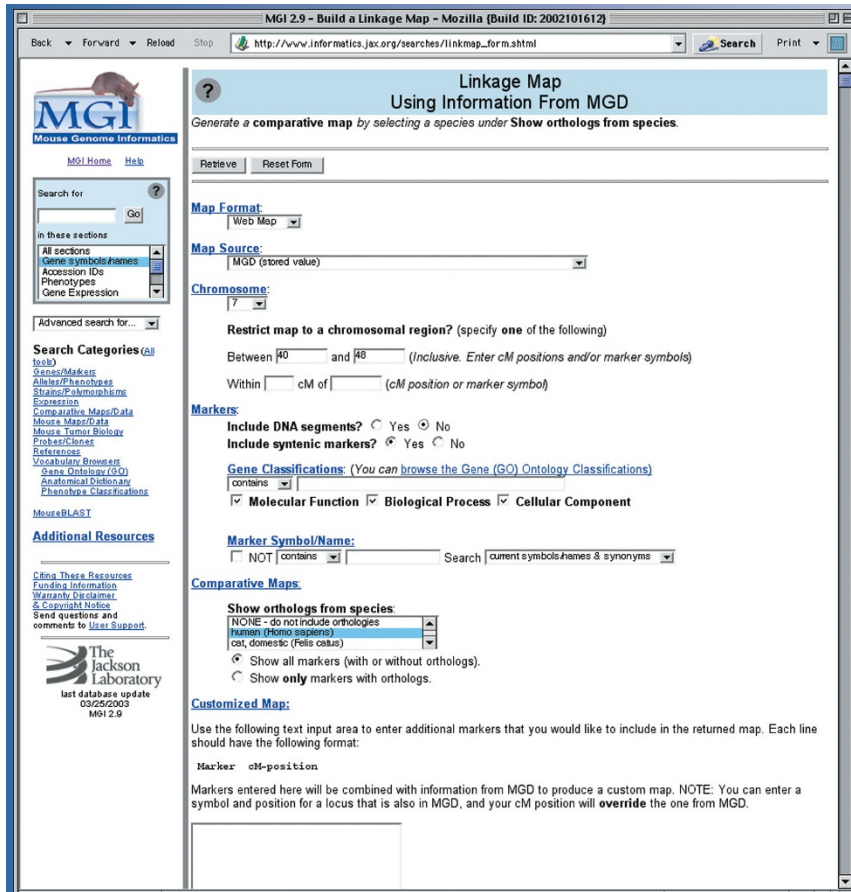 MGI 2.9 - Build a Linkage Map - Mozilla {Build ID: 2002101612}
Back Forward Reload Stop http://www.informatics.jax.org/searches/linkmap_form.shtml Search Print
MGI
Mouse Genome Informatics
MGI Home Help
Search for ?
Go
in these sections
All sections
Gene symbols/names
Accession IDs
Phenotypes
Gene Expression
Advanced search for...
Search Categories (All
tools)
Genes/Markers
Alleles/Phenotypes
Strains/Polymorphisms
Expression
Comparative Maps/Data
Mouse Maps/Data
Mouse Tumor Biology
Probes/Clones
References
Vocabulary Browsers
Gene Ontology (GO)
Anatomical Dictionary
Phenotype Classifications
MouseBLAST
Additional Resources
Citing These Resources
Funding Information
Warranty Disclaimer
& Copyright Notice
Send questions and
comments to User Support.
The
Jackson
Laboratory
last database update
03/25/2003
MGI 2.9
?
Linkage Map
Using Information From MGD
Generate a comparative map by selecting a species under Show orthologs from species.
Retrieve Reset Form
Map Format:
Web Map
Map Source:
MGD (stored value)
Chromosome:
7
Restrict map to a chromosomal region? (specify one of the following)
Between 40 and 48 (Inclusive. Enter cM positions and/or marker symbols)
Within cM of (cM position or marker symbol)
Markers:
Include DNA segments? Yes No
Include syntenic markers? Yes No
Gene Classifications: (You can browse the Gene (GO) Ontology Classifications)
contains
Molecular Function Biological Process Cellular Component
Marker Symbol/Name:
NOT contains Search current symbols/names & synonyms
Comparative Maps:
Show orthologs from species:
NONE - do not include orthologies
human (Homo sapiens)
cat, domestic (Felis catus)
Show all markers (with or without orthologs).
Show only markers with orthologs.
Customized Map:
Use the following text input area to enter additional markers that you would like to include in the returned map. Each line
should have the following format:
Marker cM-position
Markers entered here will be combined with information from MGD to produce a custom map. NOTE: You can enter a
symbol and position for a locus that is also in MGD, and your cM position will override the one from MGD.